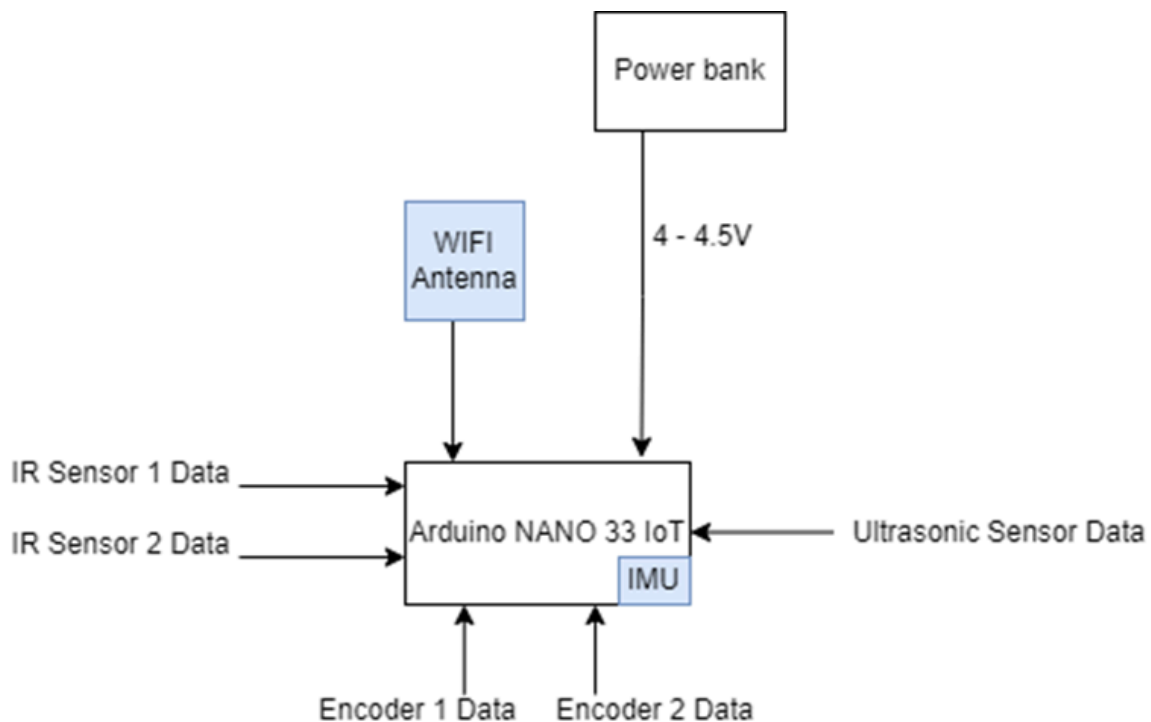 Power bank
WIFI
Antenna
4 - 4.5V
IR Sensor 1 Data
IR Sensor 2 Data
Arduino NANO 33 IoT
Ultrasonic Sensor Data
IMU
Encoder 1 Data
Encoder 2 Data